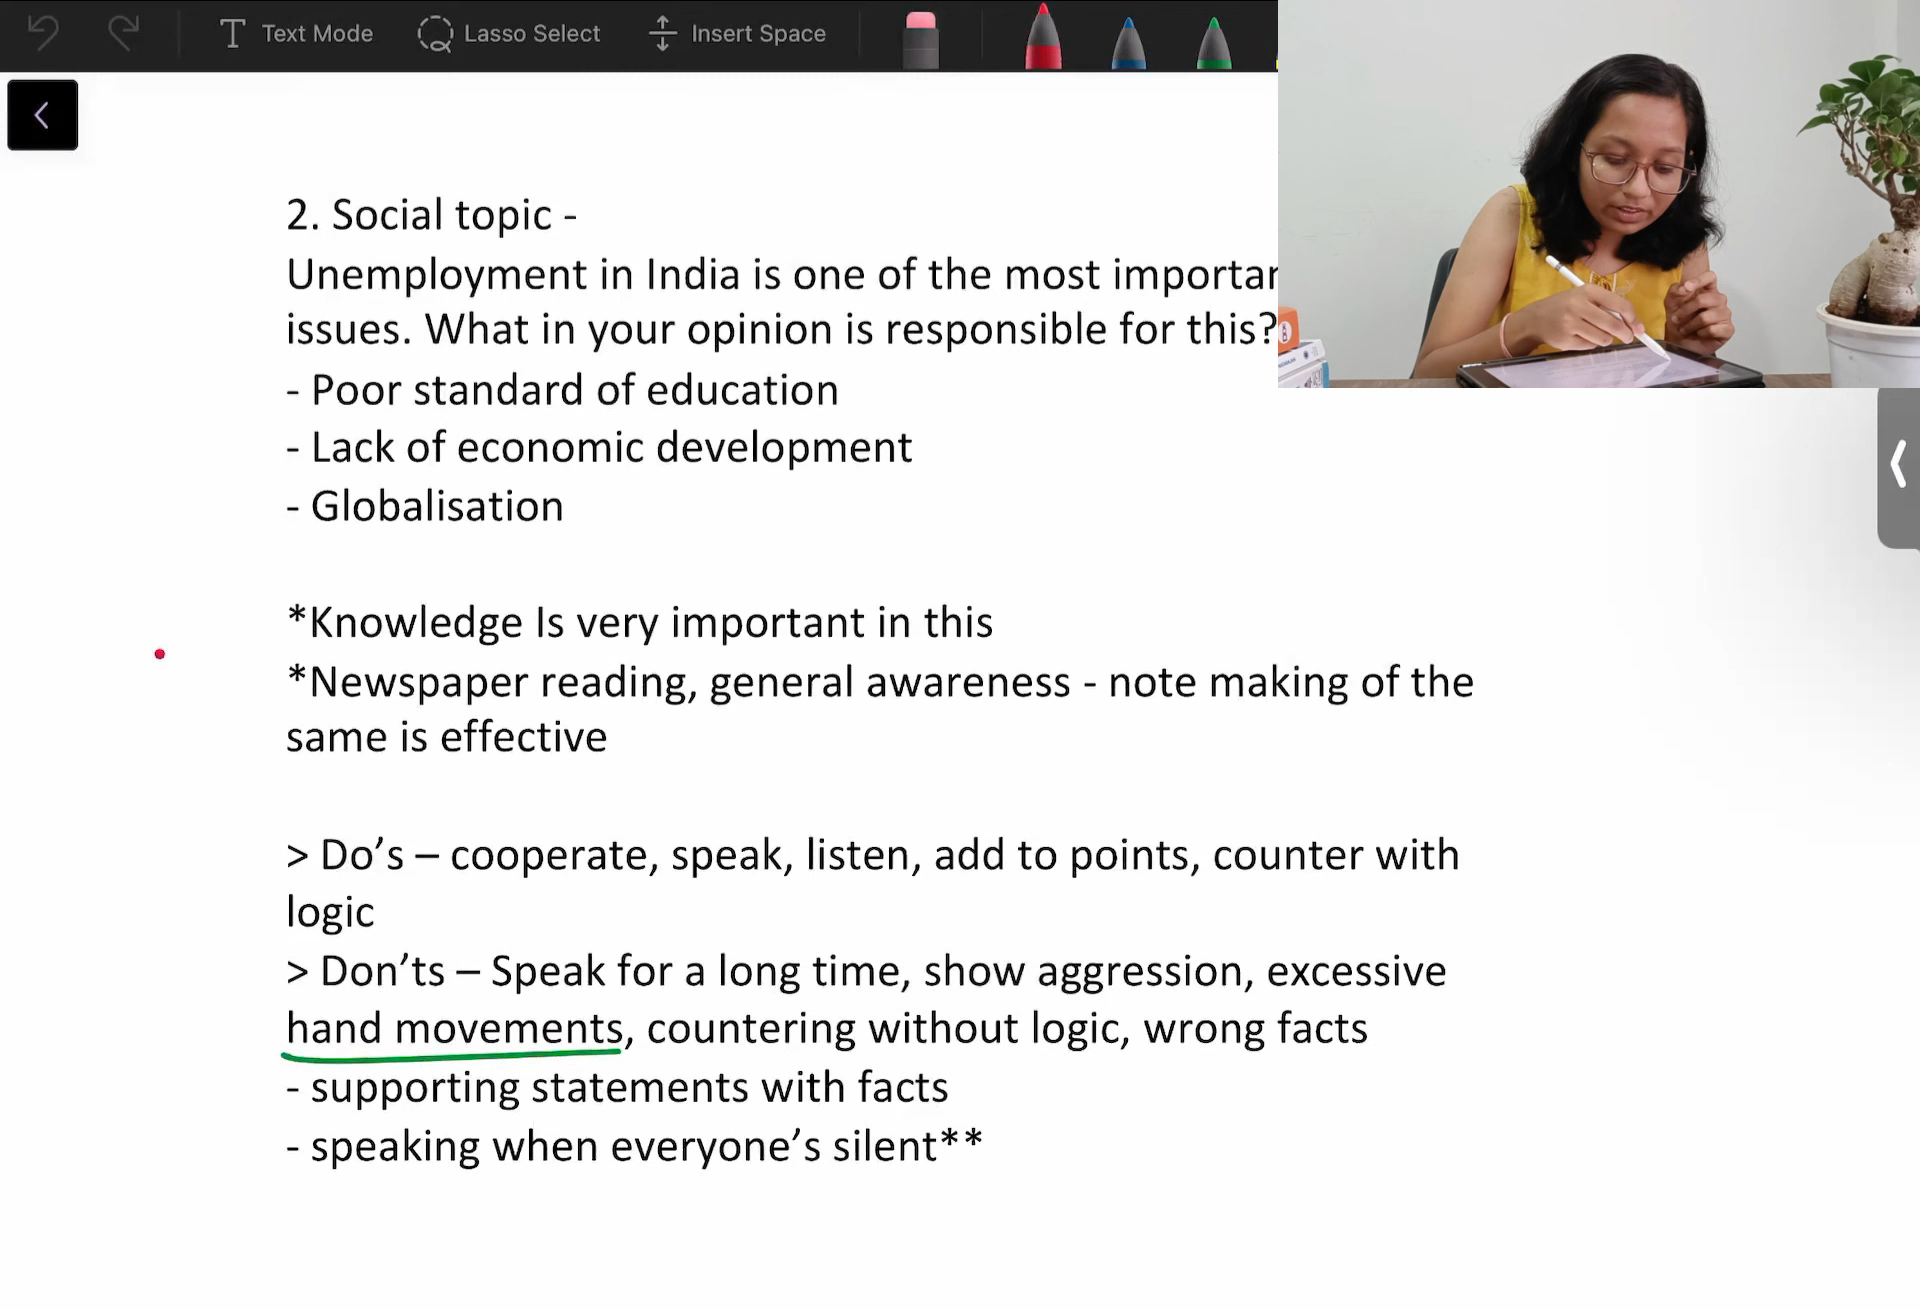 Text Mode
Lasso Select
Insert Space
2. Social topic -
Unemployment in India is one of the most importan
issues. What in your opinion is responsible for this?
- Poor standard of education
- Lack of economic development
- Globalisation
*Knowledge Is very important in this
*Newspaper reading, general awareness - note making of the
same is effective
> Do’s – cooperate, speak, listen, add to points, counter with
logic
> Don’ts – Speak for a long time, show aggression, excessive
hand movements, countering without logic, wrong facts
- supporting statements with facts
- speaking when everyone’s silent**